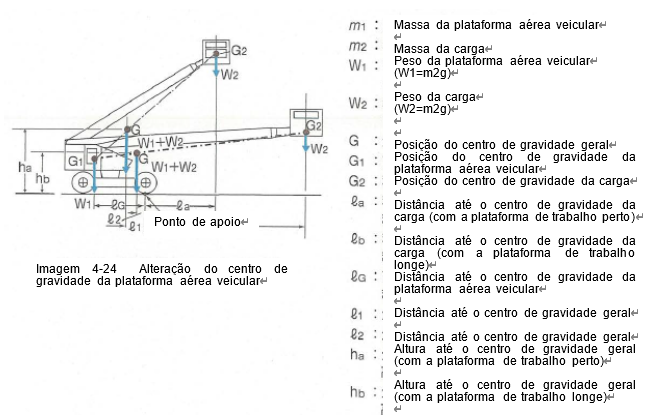 G2
W2
G
G2
W1+W2
W2
ha
G1
G
hb
W1+W2
W1
ℓG
ℓa
ℓ2
ℓ1
Ponto de apoio
Imagem 4-24 Alteração do centro de
gravidade da plataforma aérea veicular
m1 : Massa da plataforma aérea veicular
m2 : Massa da carga
W1 : Peso da plataforma aérea veicular
(W1=m2g)
W2 : Peso da carga
(W2=m2g)
G : Posição do centro de gravidade geral
G1 : Posição do centro de gravidade da
plataforma aérea veicular
G2 : Posição do centro de gravidade da carga
ℓa : Distância até o centro de gravidade da
carga (com a plataforma de trabalho perto)
ℓb : Distância até o centro de gravidade da
carga (com a plataforma de trabalho
longe)
ℓG : Distância até o centro de gravidade da
plataforma aérea veicular
ℓ1 : Distância até o centro de gravidade geral
ℓ2 : Distância até o centro de gravidade geral
ha : Altura até o centro de gravidade geral
(com a plataforma de trabalho perto)
hb : Altura até o centro de gravidade geral
(com a plataforma de trabalho longe)